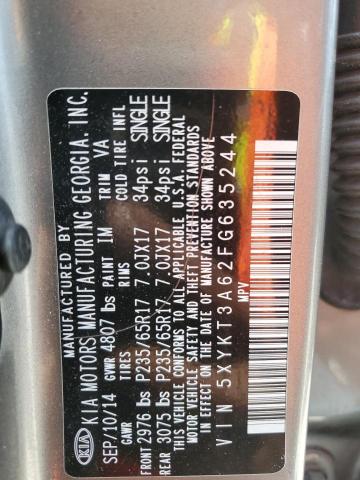 KIA MANUFACTURED BY
KIA MOTORS MANUFACTURING GEORGIA, INC.
SEP/10/14 GVWR 4807 lbs PAINT IM TRIM VA
GAWR TIRES RIMS COLD TIRE INFL
FRONT 2976 lbs P235/65R17 7.0JX17 34psi SINGLE
REAR 3075 lbs P235/65R17 7.0JX17 34psi SINGLE
THIS VEHICLE CONFORMS TO ALL APPLICABLE U.S.A. FEDERAL
MOTOR VEHICLE SAFETY, BUMPER, AND THEFT PREVENTION STANDARDS
IN EFFECT ON THE DATE OF MANUFACTURE SHOWN ABOVE
VIN 5XYKT3A62FG635244
MPV